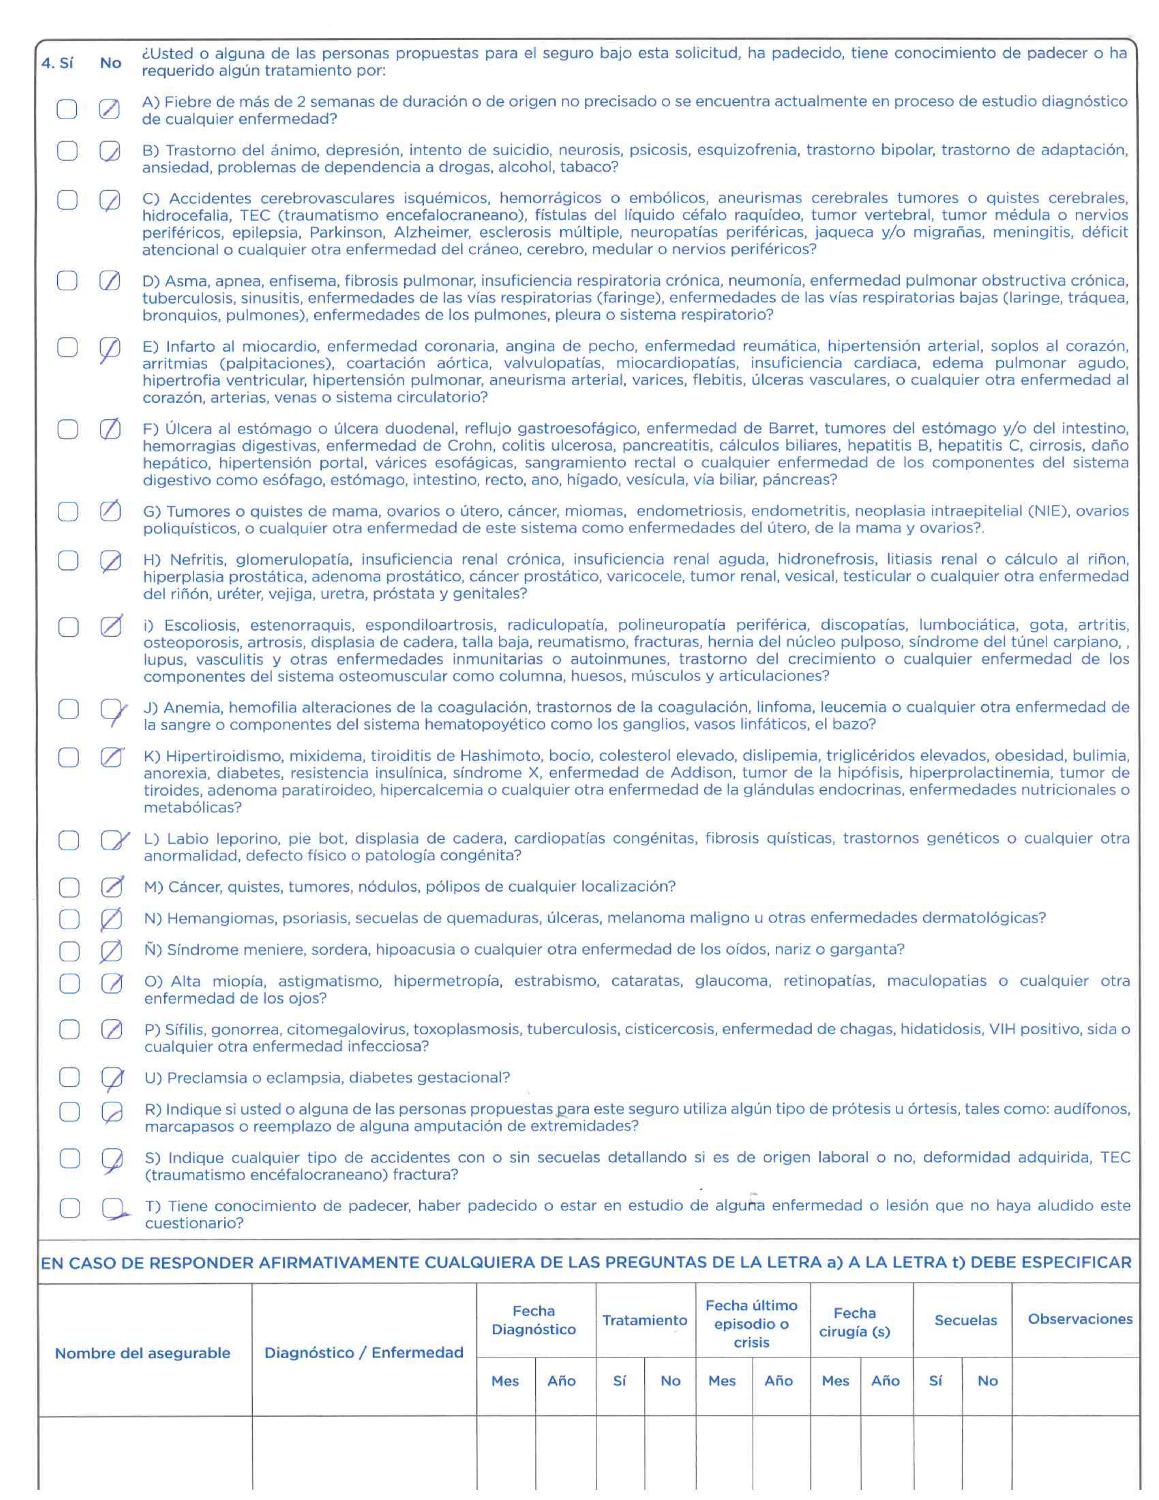 4. Sí No ¿Usted o alguna de las personas propuestas para el seguro bajo esta solicitud, ha padecido, tiene conocimiento de padecer o ha
requerido algún tratamiento por:
A) Fiebre de más de 2 semanas de duración o de origen no precisado o se encuentra actualmente en proceso de estudio diagnóstico
de cualquier enfermedad?
B) Trastorno del ánimo, depresión, intento de suicidio, neurosis, psicosis, esquizofrenia, trastorno bipolar, trastorno de adaptación,
ansiedad, problemas de dependencia a drogas, alcohol, tabaco?
C) Accidentes cerebrovasculares isquémicos, hemorrágicos o embólicos, aneurismas cerebrales tumores o quistes cerebrales,
hidrocefalia, TEC (traumatismo encefalocraneano), fístulas del líquido céfalo raquídeo, tumor vertebral, tumor médula o nervios
periféricos, epilepsia, Parkinson, Alzheimer, esclerosis múltiple, neuropatías periféricas, jaqueca y/o migrañas, meningitis, déficit
atencional o cualquier otra enfermedad del cráneo, cerebro, medular o nervios periféricos?
D) Asma, apnea, enfisema, fibrosis pulmonar, insuficiencia respiratoria crónica, neumonía, enfermedad pulmonar obstructiva crónica,
tuberculosis, sinusitis, enfermedades de las vías respiratorias (faringe), enfermedades de las vías respiratorias bajas (laringe, tráquea,
bronquios, pulmones), enfermedades de los pulmones, pleura o sistema respiratorio?
E) Infarto al miocardio, enfermedad coronaria, angina de pecho, enfermedad reumática, hipertensión arterial, soplos al corazón,
arritmias (palpitaciones), coartación aórtica, valvulopatías, miocardiopatías, insuficiencia cardiaca, edema pulmonar agudo,
hipertrofia ventricular, hipertensión pulmonar, aneurisma arterial, varices, flebitis, úlceras vasculares, o cualquier otra enfermedad al
corazón, arterias, venas o sistema circulatorio?
F) Úlcera al estómago o úlcera duodenal, reflujo gastroesofágico, enfermedad de Barret, tumores del estómago y/o del intestino,
hemorragias digestivas, enfermedad de Crohn, colitis ulcerosa, pancreatitis, cálculos biliares, hepatitis B, hepatitis C, cirrosis, daño
hepático, hipertensión portal, várices esofágicas, sangramiento rectal o cualquier enfermedad de los componentes del sistema
digestivo como esófago, estómago, intestino, recto, ano, hígado, vesícula, vía biliar, páncreas?
G) Tumores o quistes de mama, ovarios o útero, cáncer, miomas, endometriosis, endometritis, neoplasia intraepitelial (NIE), ovarios
poliquísticos, o cualquier otra enfermedad de este sistema como enfermedades del útero, de la mama y ovarios?.
H) Nefritis, glomerulopatía, insuficiencia renal crónica, insuficiencia renal aguda, hidronefrosis, litiasis renal o cálculo al riñon,
hiperplasia prostática, adenoma prostático, cáncer prostático, varicocele, tumor renal, vesical, testicular o cualquier otra enfermedad
del riñón, uréter, vejiga, uretra, próstata y genitales?
i) Escoliosis, estenorraquis, espondiloartrosis, radiculopatía, polineuropatía periférica, discopatías, lumbociática, gota, artritis,
osteoporosis, artrosis, displasia de cadera, talla baja, reumatismo, fracturas, hernia del núcleo pulposo, síndrome del túnel carpiano, ,
lupus, vasculitis y otras enfermedades inmunitarias o autoinmunes, trastorno del crecimiento o cualquier enfermedad de los
componentes del sistema osteomuscular como columna, huesos, músculos y articulaciones?
J) Anemia, hemofilia alteraciones de la coagulación, trastornos de la coagulación, linfoma, leucemia o cualquier otra enfermedad de
la sangre o componentes del sistema hematopoyético como los ganglios, vasos linfáticos, el bazo?
K) Hipertiroidismo, mixidema, tiroiditis de Hashimoto, bocio, colesterol elevado, dislipemia, triglicéridos elevados, obesidad, bulimia,
anorexia, diabetes, resistencia insulínica, síndrome X, enfermedad de Addison, tumor de la hipófisis, hiperprolactinemia, tumor de
tiroides, adenoma paratiroideo, hipercalcemia o cualquier otra enfermedad de la glándulas endocrinas, enfermedades nutricionales o
metabólicas?
L) Labio leporino, pie bot, displasia de cadera, cardiopatías congénitas, fibrosis quísticas, trastornos genéticos o cualquier otra
anormalidad, defecto físico o patología congénita?
M) Cáncer, quistes, tumores, nódulos, pólipos de cualquier localización?
N) Hemangiomas, psoriasis, secuelas de quemaduras, úlceras, melanoma maligno u otras enfermedades dermatológicas?
Ñ) Síndrome meniere, sordera, hipoacusia o cualquier otra enfermedad de los oídos, nariz o garganta?
O) Alta miopía, astigmatismo, hipermetropía, estrabismo, cataratas, glaucoma, retinopatías, maculopatias o cualquier otra
enfermedad de los ojos?
P) Sífilis, gonorrea, citomegalovirus, toxoplasmosis, tuberculosis, cisticercosis, enfermedad de chagas, hidatidosis, VIH positivo, sida o
cualquier otra enfermedad infecciosa?
U) Preclamsia o eclampsia, diabetes gestacional?
R) Indique si usted o alguna de las personas propuestas para este seguro utiliza algún tipo de prótesis u órtesis, tales como: audífonos,
marcapasos o reemplazo de alguna amputación de extremidades?
S) Indique cualquier tipo de accidentes con o sin secuelas detallando si es de origen laboral o no, deformidad adquirida, TEC
(traumatismo encéfalocraneano) fractura?
T) Tiene conocimiento de padecer, haber padecido o estar en estudio de alguna enfermedad o lesión que no haya aludido este
cuestionario?
EN CASO DE RESPONDER AFIRMATIVAMENTE CUALQUIERA DE LAS PREGUNTAS DE LA LETRA a) A LA LETRA t) DEBE ESPECIFICAR
Nombre del asegurable
Diagnóstico / Enfermedad
Fecha
Diagnóstico
Tratamiento
Fecha último
episodio o
crisis
Fecha
cirugía (s)
Secuelas
Observaciones
Mes Año Sí No Mes Año Mes Año Sí No